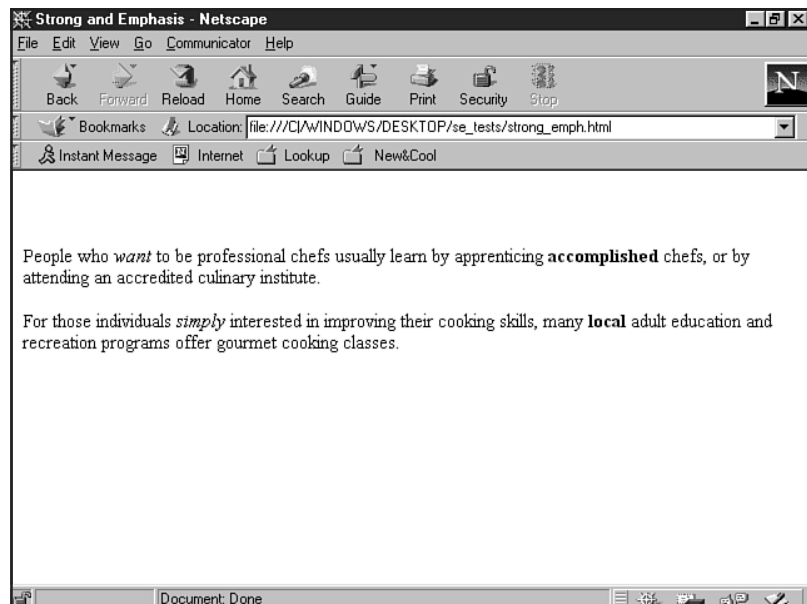 Strong and Emphasis - Netscape
File Edit View Go Communicator Help
Back Forward Reload Home Search Guide Print Security Stop
N
Bookmarks Location: file:///C|/WINDOWS/DESKTOP/se_tests/strong_emph.html
Instant Message Internet Lookup New&Cool
People who want to be professional chefs usually learn by apprenticing accomplished chefs, or by
attending an accredited culinary institute.
For those individuals simply interested in improving their cooking skills, many local adult education and
recreation programs offer gourmet cooking classes.
Document: Done